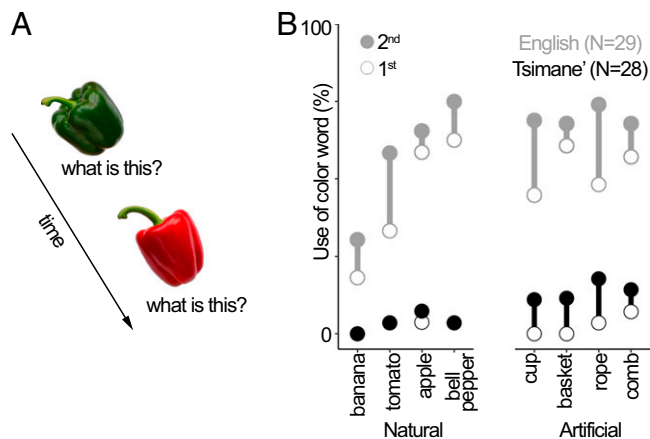 A
what is this?
time
what is this?
B
100
0
Use of color word (%)
2nd
1st
English (N=29)
Tsimane’ (N=28)
banana
tomato
apple
bell
pepper
Natural
cup
basket
rope
comb
Artificial